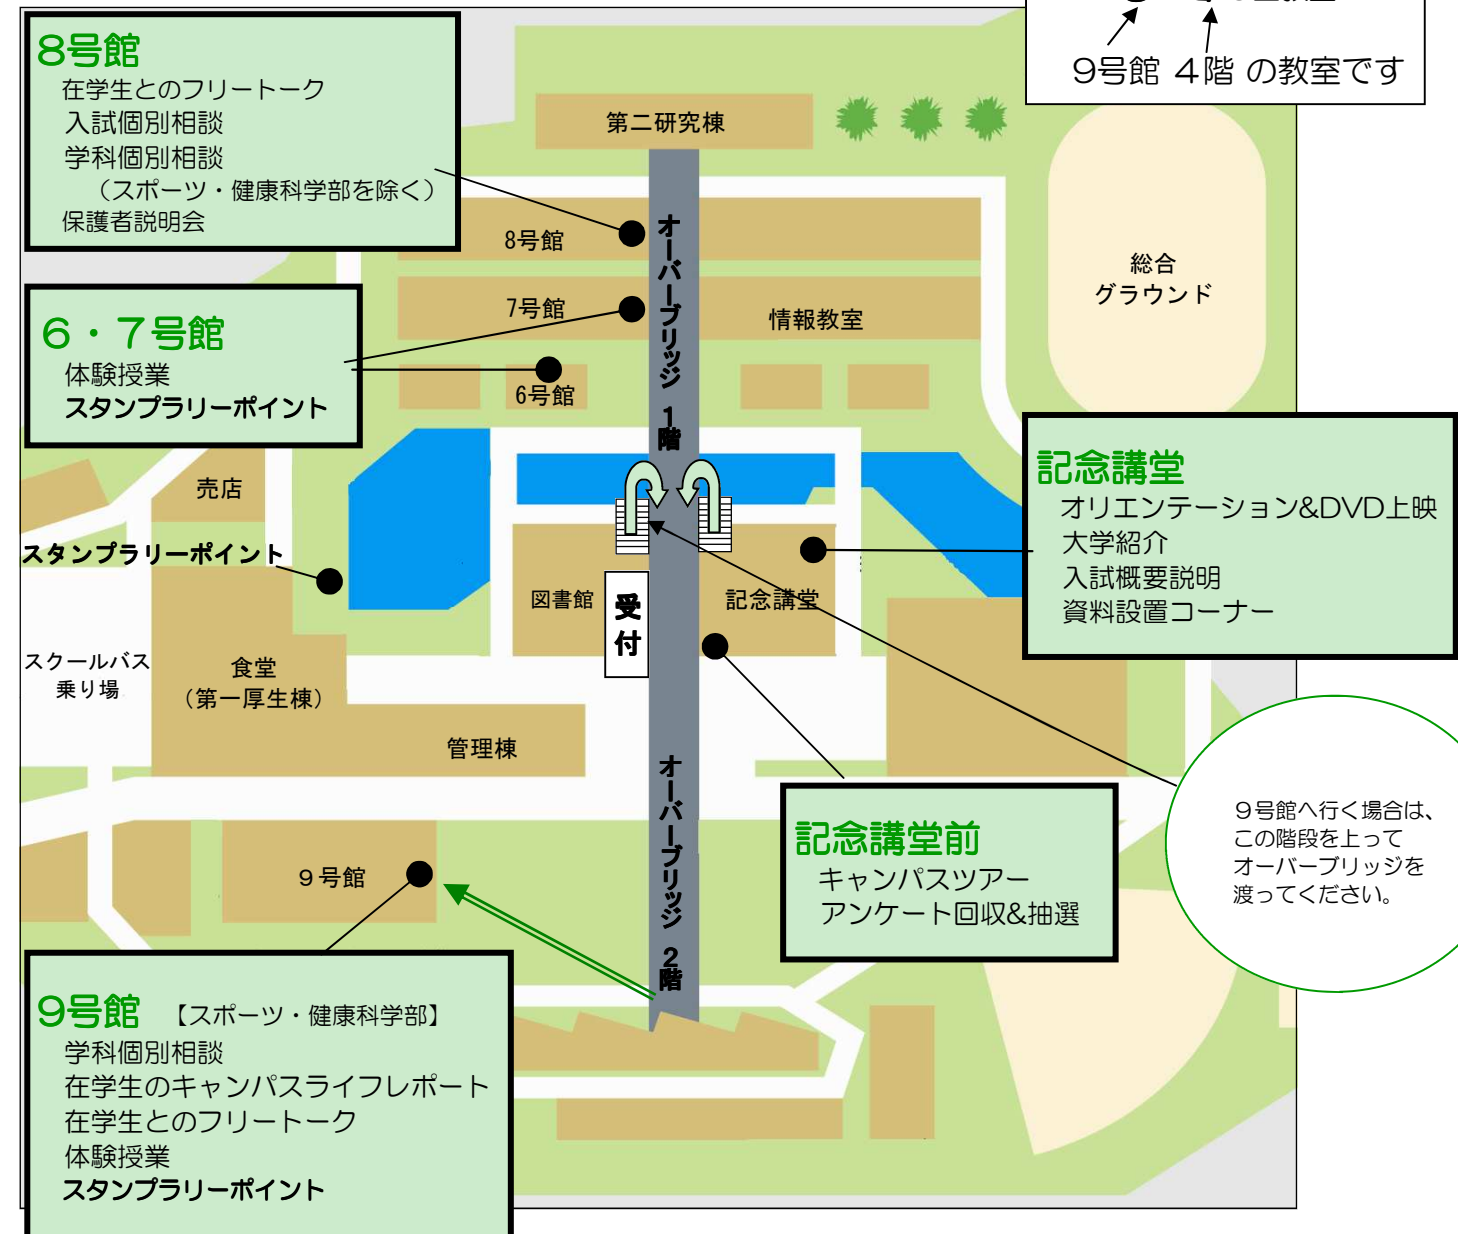 9号館 4階 の教室です
8号館
在学生とのフリートーク
入試個別相談
学科個別相談
（スポーツ・健康科学部を除く）
保護者説明会
第二研究棟
オーバーブリッジ 1階
8号館
総合
グラウンド
6・7号館
体験授業
スタンプラリーポイント
7号館
情報教室
6号館
記念講堂
オリエンテーション&DVD上映
大学紹介
入試概要説明
資料設置コーナー
売店
スタンプラリーポイント
図書館
受付
記念講堂
スクールバス
乗り場
食堂
（第一厚生棟）
管理棟
オーバーブリッジ 2階
記念講堂前
キャンパスツアー
アンケート回収&抽選
９号館へ行く場合は、
この階段を上って
オーバーブリッジを
渡ってください。
９号館
9号館 【スポーツ・健康科学部】
学科個別相談
在学生のキャンパスライフレポート
在学生とのフリートーク
体験授業
スタンプラリーポイント